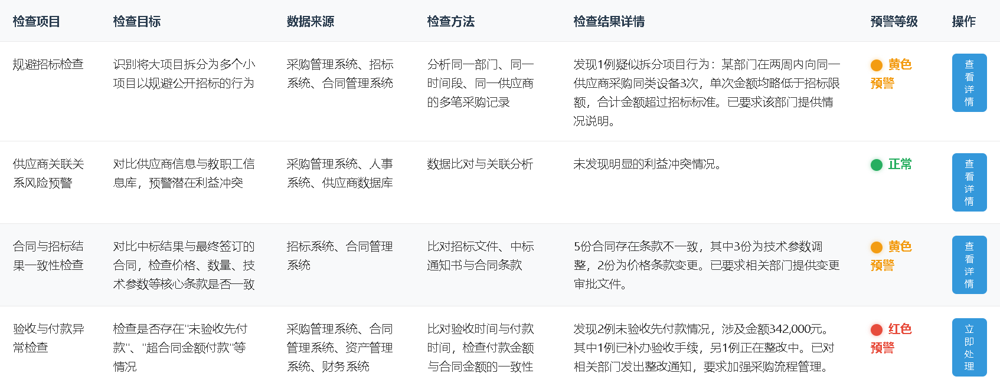 检查项目 检查目标 数据来源 检查方法 检查结果详情 预警等级 操作
规避招标检查
识别将大项目拆分为多个小
项目以规避公开招标的行为
采购管理系统、招标
系统、合同管理系统
分析同一部门、同一
时间段、同一供应商
的多笔采购记录
发现1例疑似拆分项目行为：某部门在两周内向同一
供应商采购同类设备3次，单次金额均略低于招标限
额，合计金额超过招标标准。已要求该部门提供情
况说明。
黄色
预警
查
看
详
情
供应商关联关
系风险预警
对比供应商信息与教职工信
息库，预警潜在利益冲突
采购管理系统、人事
系统、供应商数据库
数据比对与关联分析
未发现明显的利益冲突情况。
正常
查
看
详
情
合同与招标结
果一致性检查
对比中标结果与最终签订的
合同，检查价格、数量、技
术参数等核心条款是否一致
招标系统、合同管理
系统
比对招标文件、中标
通知书与合同条款
5份合同存在条款不一致，其中3份为技术参数调
整，2份为价格条款变更。已要求相关部门提供变更
审批文件。
黄色
预警
查
看
详
情
验收与付款异
常检查
检查是否存在"未验收先付
款"、"超合同金额付款"等
情况
采购管理系统、合同
管理系统、资产管理
系统、财务系统
比对验收时间与付款
时间，检查付款金额
与合同金额的一致性
发现2例未验收先付款情况，涉及金额342,000元。
其中1例已补办验收手续，另1例正在整改中。已对
相关部门发出整改通知，要求加强采购流程管理。
红色
预警
立
即
处
理